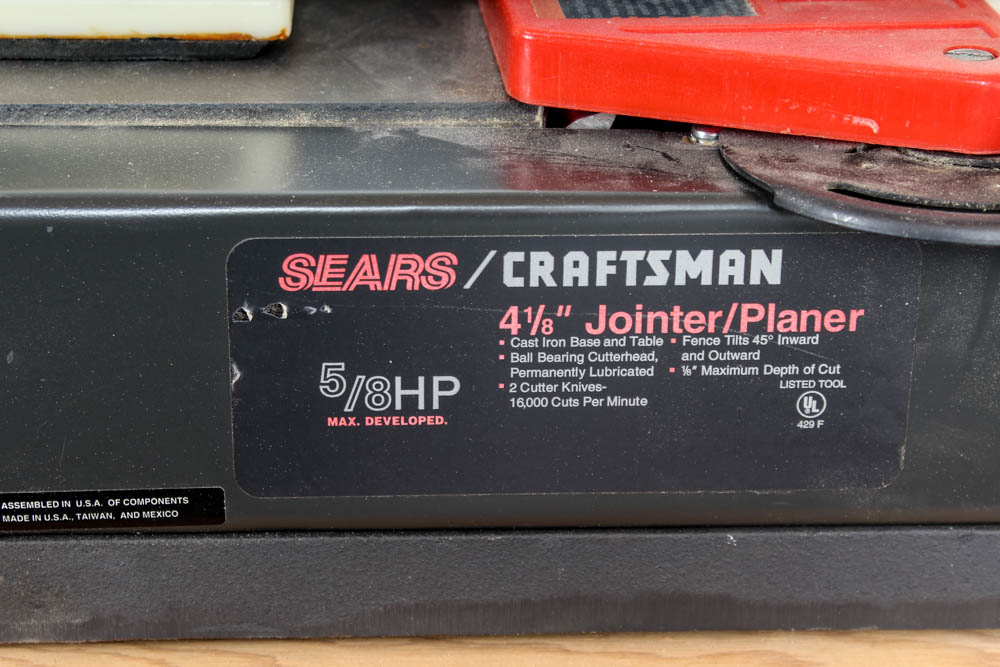 SEARS/CRAFTSMAN
4 1/8" Jointer/Planer
▪ Cast Iron Base and Table
▪ Ball Bearing Cutterhead,
Permanently Lubricated
▪ 2 Cutter Knives-
16,000 Cuts Per Minute
▪ Fence Tilts 45° Inward
and Outward
▪ 1/8" Maximum Depth of Cut
LISTED TOOL
UL
429 F
5/8HP
MAX. DEVELOPED.
ASSEMBLED IN U.S.A. OF COMPONENTS
MADE IN U.S.A., TAIWAN, AND MEXICO